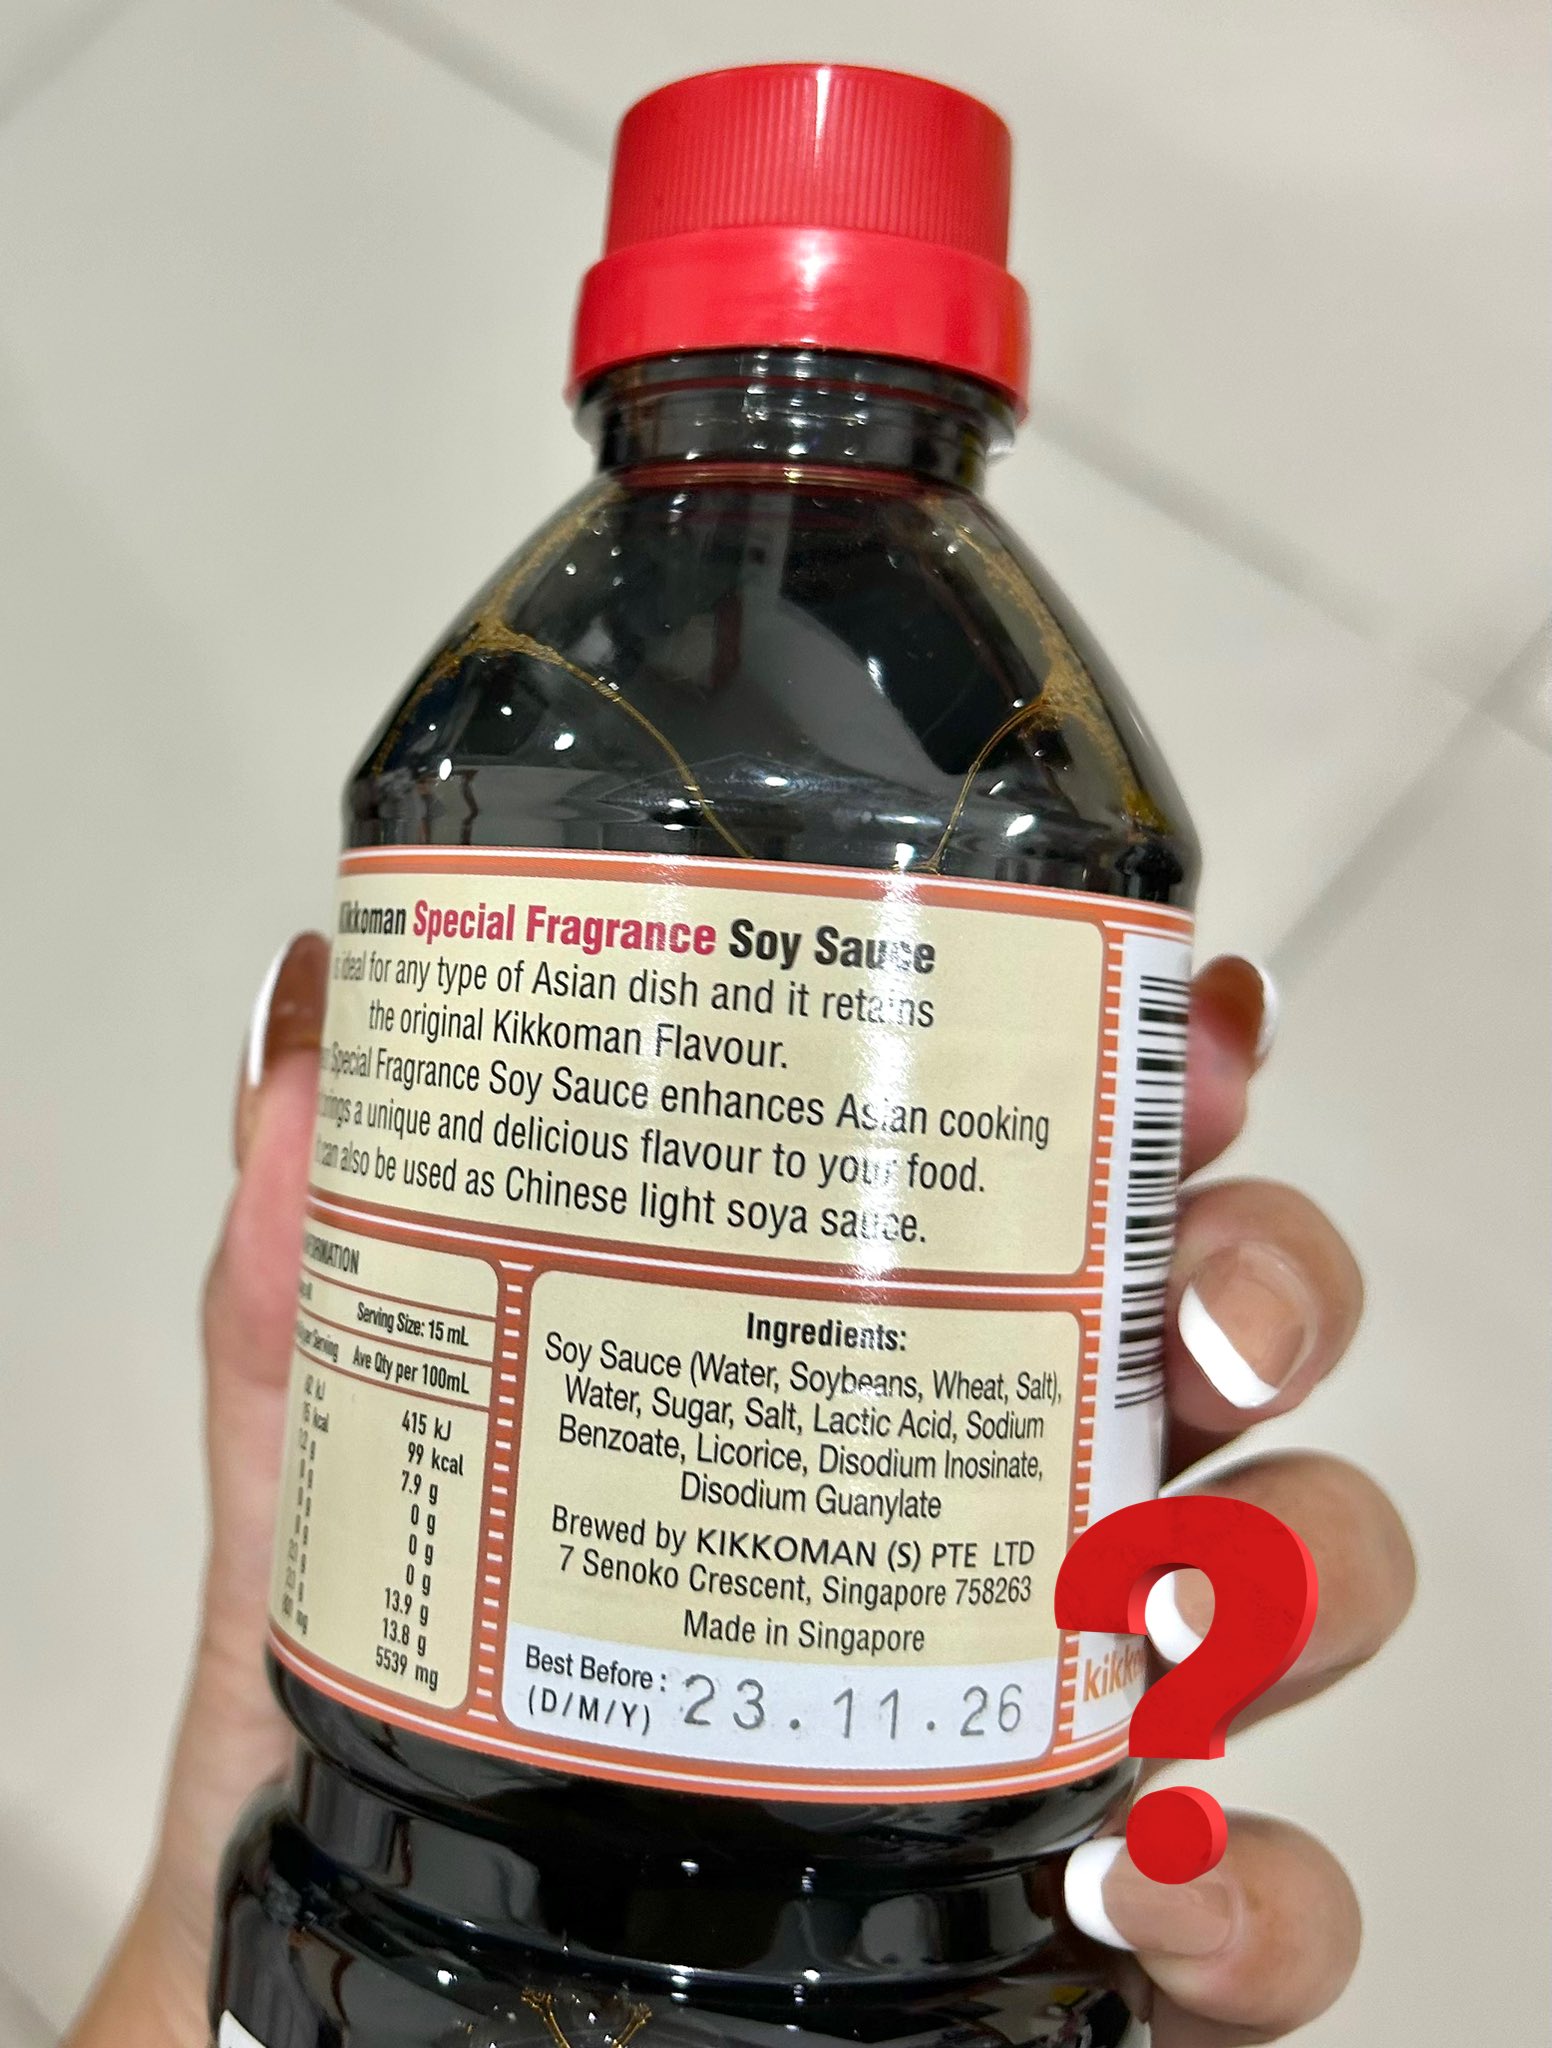 Kikkoman Special Fragrance Soy Sauce
is ideal for any type of Asian dish and it retains
the original Kikkoman Flavour.
Special Fragrance Soy Sauce enhances Asian cooking
a unique and delicious flavour to your food.
It can also be used as Chinese light soya sauce.
Serving Size: 15 mL
Serving Ave Qty per 100mL
415 kJ
99 kcal
7.9 g
0 g
0 g
0 g
13.9 g
13.8 g
5539 mg
Ingredients:
Soy Sauce (Water, Soybeans, Wheat, Salt),
Water, Sugar, Salt, Lactic Acid, Sodium
Benzoate, Licorice, Disodium Inosinate,
Disodium Guanylate
Brewed by KIKKOMAN (S) PTE LTD
7 Senoko Crescent, Singapore 758263
Made in Singapore
Best Before :
(D/M/Y) 23.11.26
?